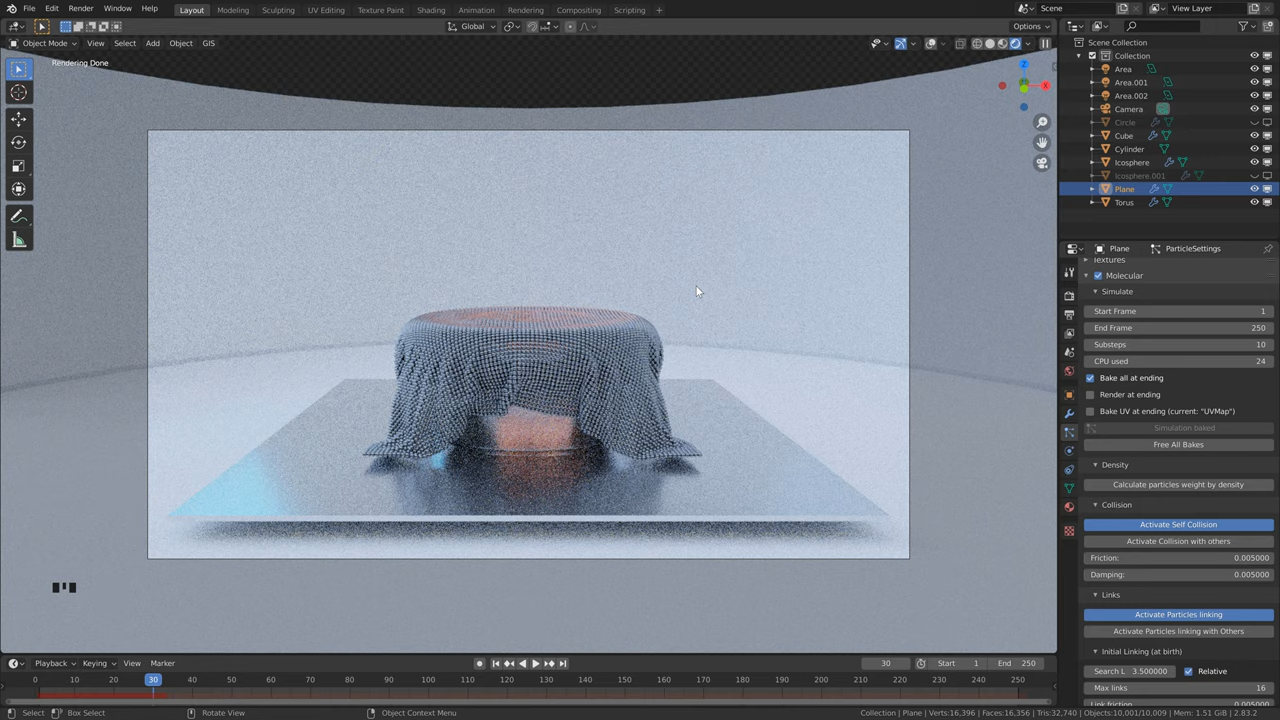 File Edit Render Window Help
Layout Modeling Sculpting UV Editing Texture Paint Shading Animation Rendering Compositing Scripting +
Scene
View Layer
Global
Options
Object Mode View Select Add Object GIS
Rendering Done
Z
X
Scene Collection
Collection
Area
Area.001
Area.002
Camera
Circle
Cube
Cylinder
Icosphere
Icosphere.001
Plane
Torus
Plane ParticleSettings
Textures
Molecular
Simulate
Start Frame 1
End Frame 250
Substeps 10
CPU used 24
Bake all at ending
Render at ending
Bake UV at ending (current: "UVMap")
Simulation baked
Free All Bakes
Density
Calculate particles weight by density
Collision
Activate Self Collision
Activate Collision with others
Friction: 0.005000
Damping: 0.005000
Links
Activate Particles linking
Activate Particles linking with Others
Initial Linking (at birth)
Search L 3.500000 Relative
Max links 16
Link friction 0.005000
Playback Keying View Marker
30 Start 1 End 250
0 10 20 30 40 50 60 70 80 90 100 110 120 130 140 150 160 170 180 190 200 210 220 230 240 250
Select Box Select Rotate View Object Context Menu
Collection | Plane | Verts:16,396 | Faces:16,356 | Tris:32,740 | Objects:10,001/10,009 | Mem: 1.51 GiB | 2.83.2